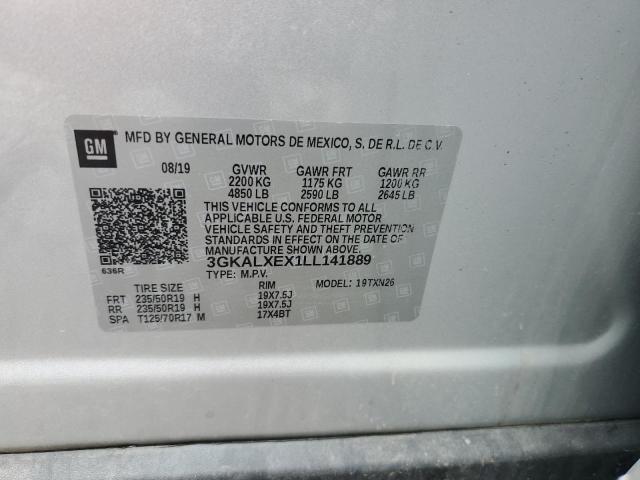 GM
MFD BY GENERAL MOTORS DE MEXICO, S. DE R.L. DE C.V.
08/19 GVWR GAWR FRT GAWR RR
2200 KG 1175 KG 1200 KG
4850 LB 2590 LB 2645 LB
THIS VEHICLE CONFORMS TO ALL
APPLICABLE U.S. FEDERAL MOTOR
VEHICLE SAFETY AND THEFT PREVENTION
STANDARDS IN EFFECT ON THE DATE OF
MANUFACTURE SHOWN ABOVE.
3GKALXEX1LL141889
636R
TYPE: M.P.V. MODEL: 19TXN26
TIRE SIZE RIM
FRT 235/50R19 H 19X7.5J
RR 235/50R19 H 19X7.5J
SPA T125/70R17 M 17X4BT